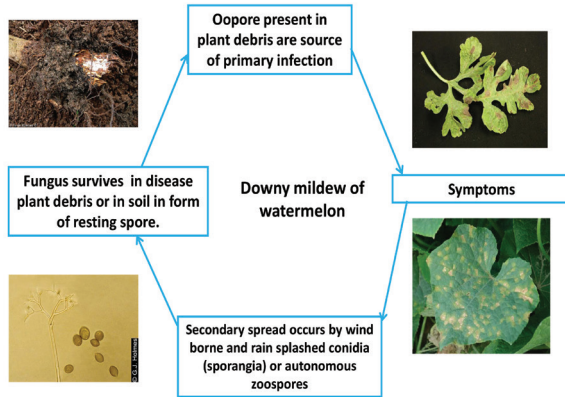 Oopore present in
plant debris are source
of primary infection
Fungus survives in disease
plant debris or in soil in form
of resting spore.
Downy mildew of
watermelon
Symptoms
Secondary spread occurs by wind
borne and rain splashed conidia
(sporangia) or autonomous
zoospores
© G.J. Holmes